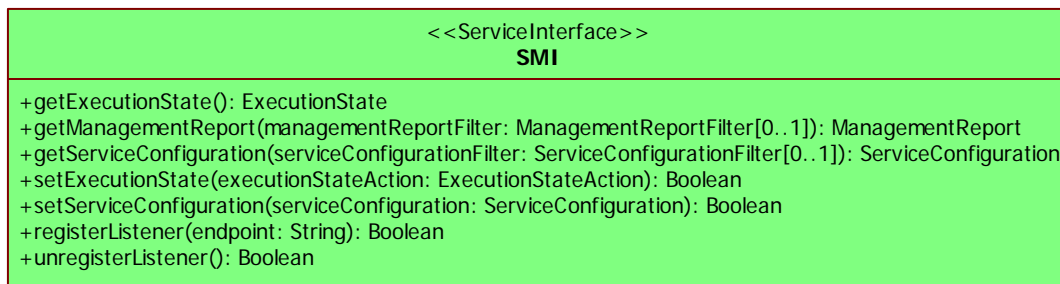 <<ServiceInterface>>
SMI
+getExecutionState(): ExecutionState
+getManagementReport(managementReportFilter: ManagementReportFilter[0..1]): ManagementReport
+getServiceConfiguration(serviceConfigurationFilter: ServiceConfigurationFilter[0..1]): ServiceConfiguration
+setExecutionState(executionStateAction: ExecutionStateAction): Boolean
+setServiceConfiguration(serviceConfiguration: ServiceConfiguration): Boolean
+registerListener(endpoint: String): Boolean
+unregisterListener(): Boolean